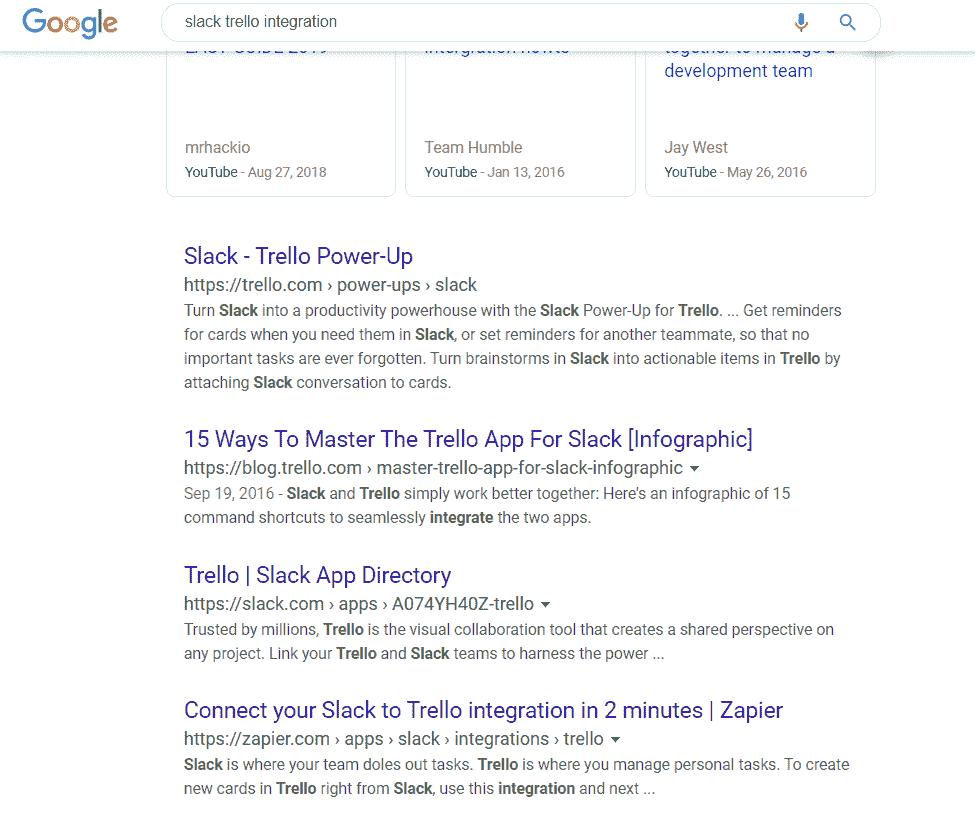 Google
slack trello integration
together to manage a
development team
mrhackio
Team Humble
Jay West
YouTube - Aug 27, 2018
YouTube - Jan 13, 2016
YouTube - May 26, 2016
Slack - Trello Power-Up
https://trello.com › power-ups › slack
Turn Slack into a productivity powerhouse with the Slack Power-Up for Trello. ... Get reminders
for cards when you need them in Slack, or set reminders for another teammate, so that no
important tasks are ever forgotten. Turn brainstorms in Slack into actionable items in Trello by
attaching Slack conversation to cards.
15 Ways To Master The Trello App For Slack [Infographic]
https://blog.trello.com › master-trello-app-for-slack-infographic
Sep 19, 2016 - Slack and Trello simply work better together: Here's an infographic of 15
command shortcuts to seamlessly integrate the two apps.
Trello | Slack App Directory
https://slack.com › apps › A074YH40Z-trello
Trusted by millions, Trello is the visual collaboration tool that creates a shared perspective on
any project. Link your Trello and Slack teams to harness the power ...
Connect your Slack to Trello integration in 2 minutes | Zapier
https://zapier.com › apps › slack › integrations › trello
Slack is where your team doles out tasks. Trello is where you manage personal tasks. To create
new cards in Trello right from Slack, use this integration and next ...